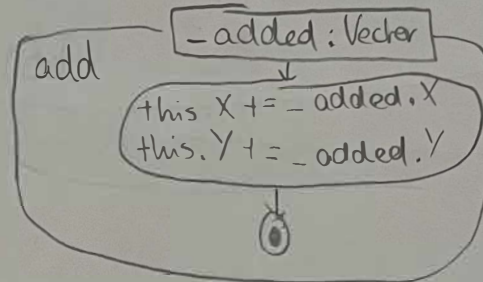 _added : Vecter
add
this X += _added.X
this.Y += _added.Y